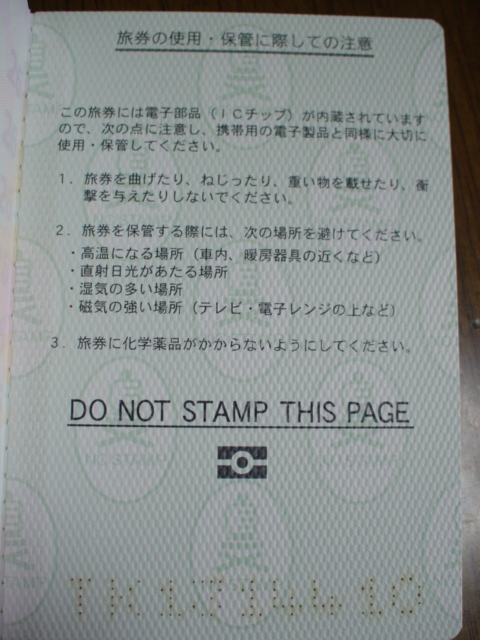 旅券の使用・保管に際しての注意
この旅券には電子部品(ICチップ)が内蔵されています
ので、次の点に注意し、携帯用の電子製品と同様に大切に
使用・保管してください。
1. 旅券を曲げたり、ねじったり、重い物を載せたり、衝
撃を与えたりしないでください。
2. 旅券を保管する際には、次の場所を避けてください。
・高温になる場所(車内、暖房器具の近くなど)
・直射日光があたる場所
・湿気の多い場所
・磁気の強い場所(テレビ・電子レンジの上など)
3. 旅券に化学薬品がかからないようにしてください。
DO NOT STAMP THIS PAGE
NO STAMP